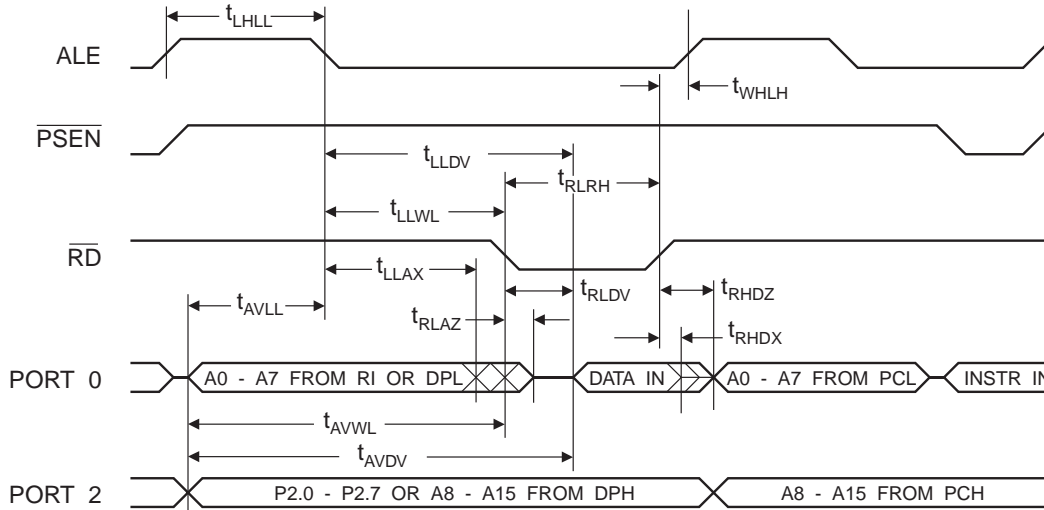 tLHLL
ALE
tWHLH
PSEN
tLLDV
tRLRH
tLLWL
RD
tLLAX
tRLDV
tRHDZ
tAVLL
tRLAZ
tRHDX
PORT 0
A0 - A7 FROM RI OR DPL
DATA IN
A0 - A7 FROM PCL
INSTR IN
tAVWL
tAVDV
PORT 2
P2.0 - P2.7 OR A8 - A15 FROM DPH
A8 - A15 FROM PCH